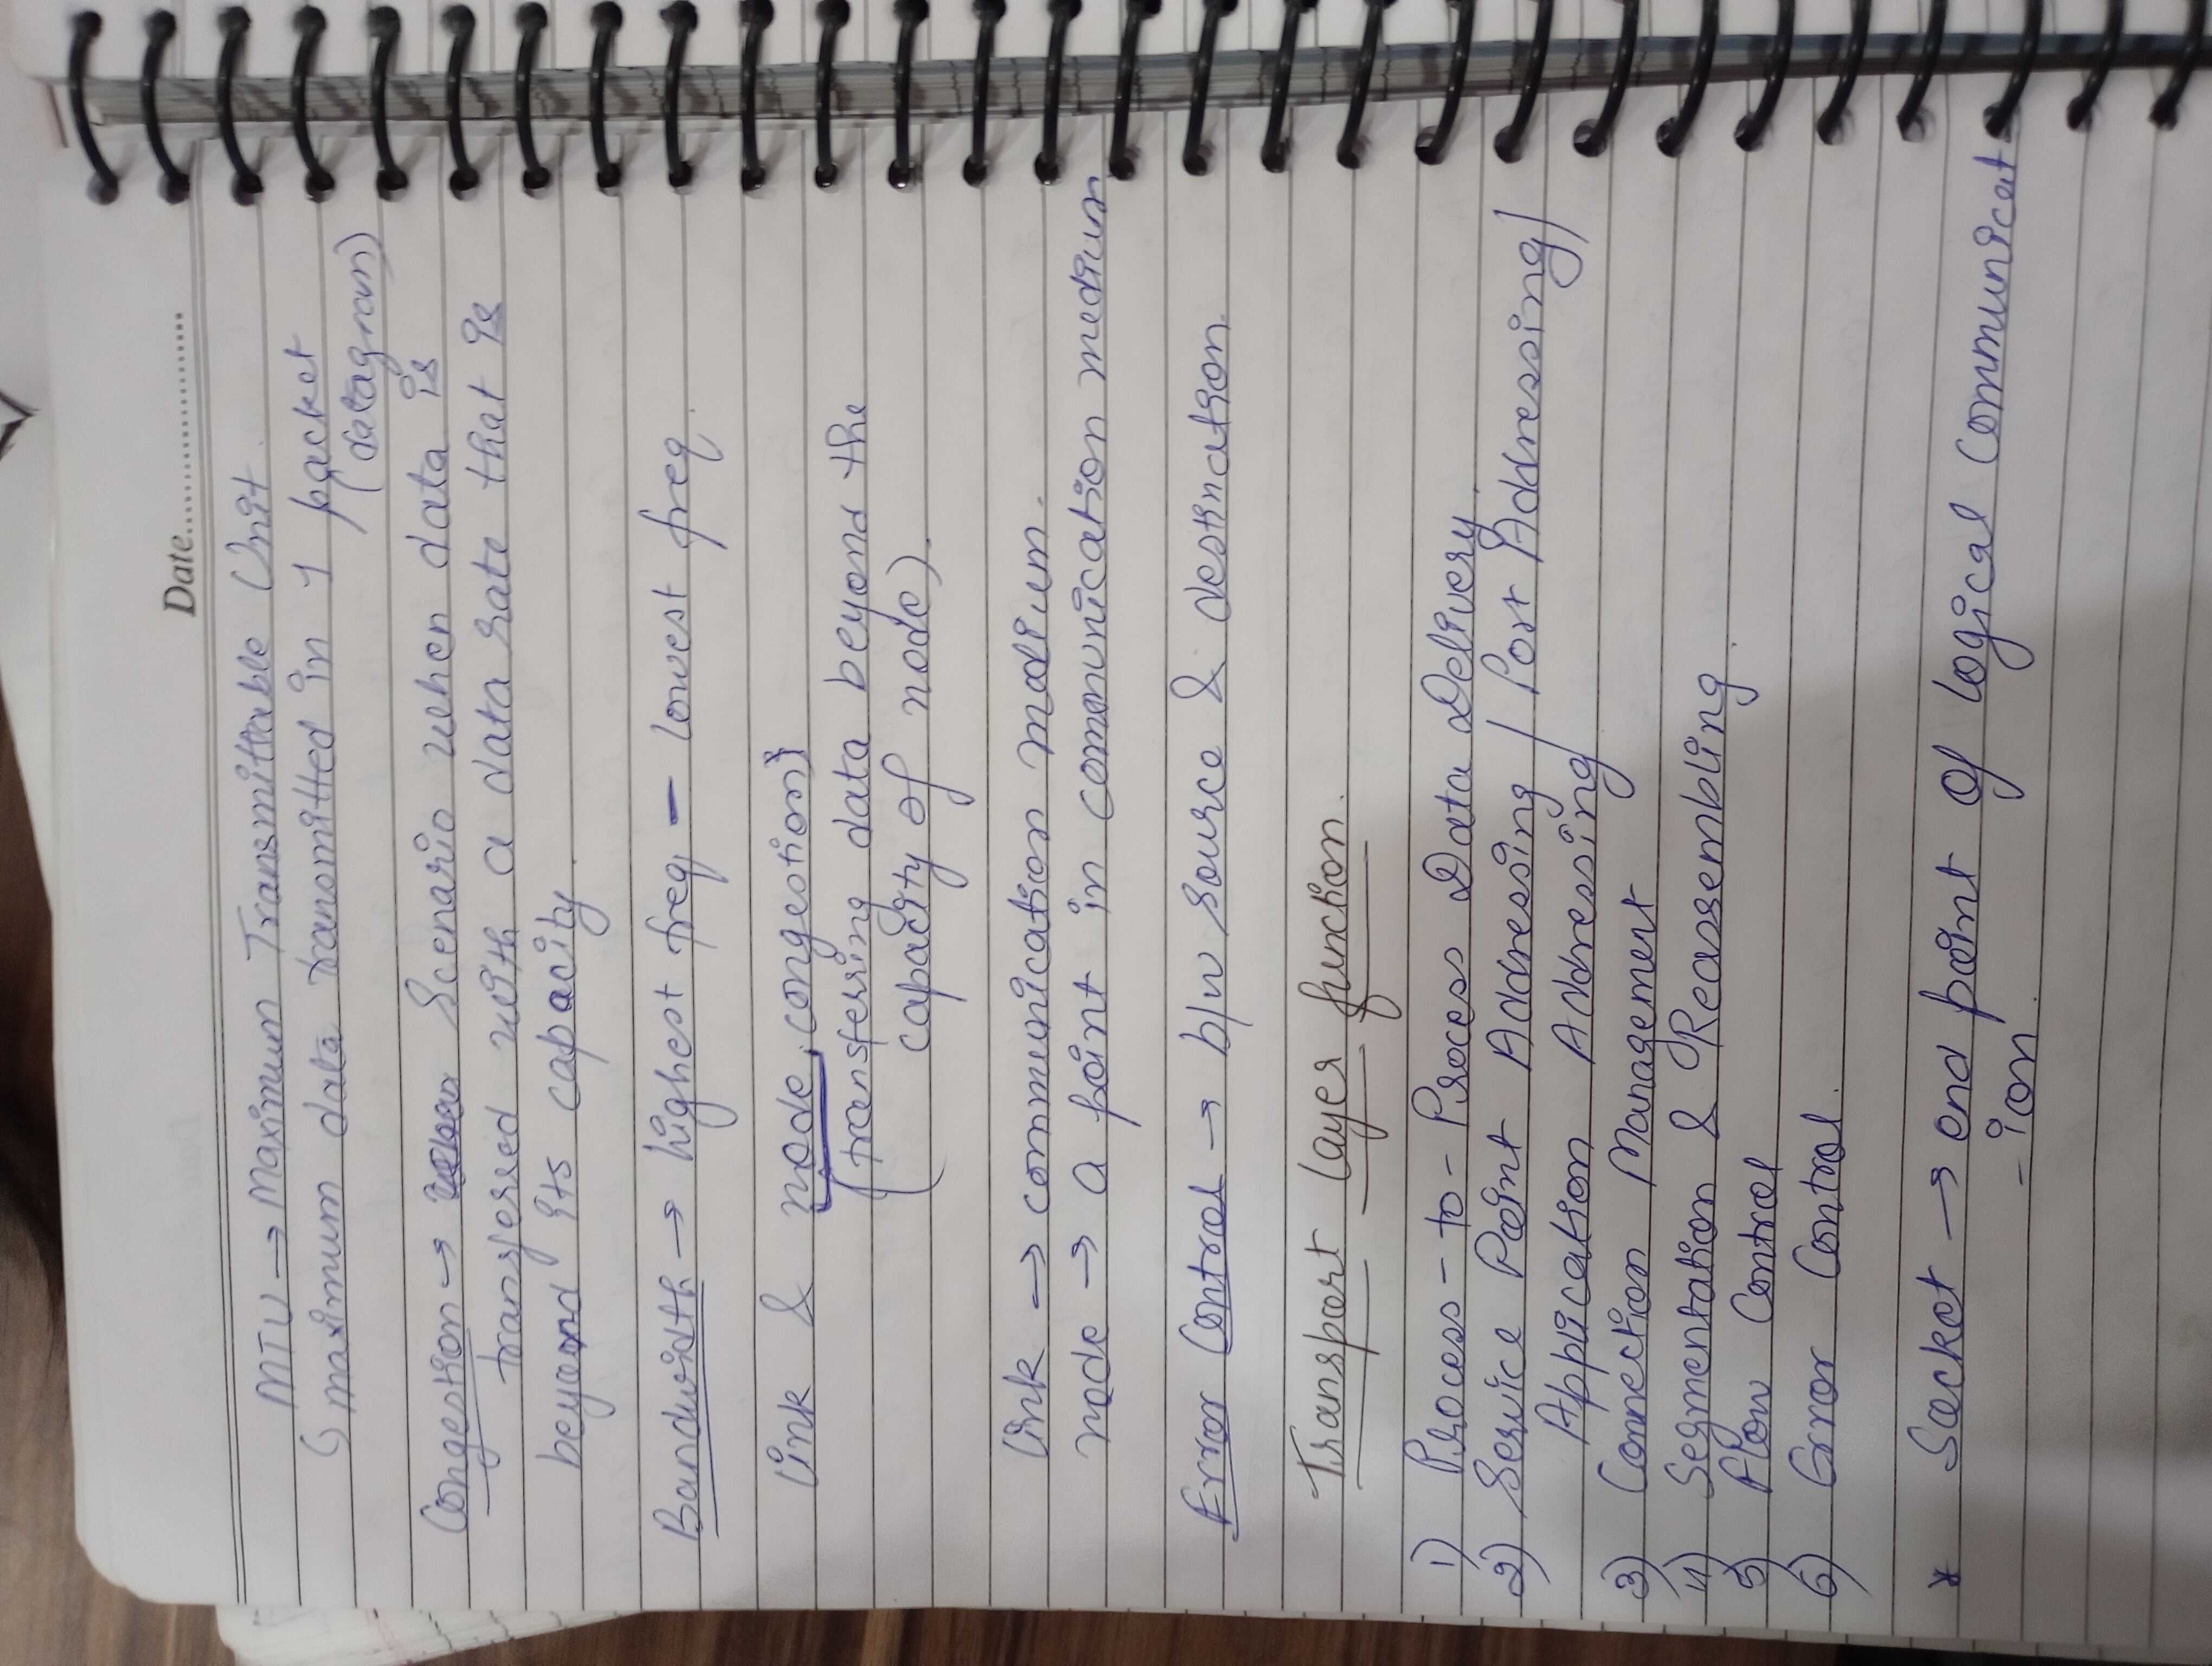 Date.....................
MTU → Maximum Transmittable Unit.
↳ maximum data transmitted in 1 packet
(datagram)
Congestion → Scenario when data is
transferred with a data rate that is
beyond its capacity.
Bandwidth → highest freq - lowest freq.
Link & node congestion}
(transferring data beyond the
capacity of node).
Link → communication medium.
node → a point in communication medium
Error Control → b/w source & destination.
Transport layer function.
1) Process-to-Process Data Delivery.
2) Service Point Addressing / Port Addressing/
Application Addressing
3) Connection Management
4) Segmentation & Reassembling.
5) Flow Control
6) Error Control.
* Socket → end point of logical communicat-
-ion.